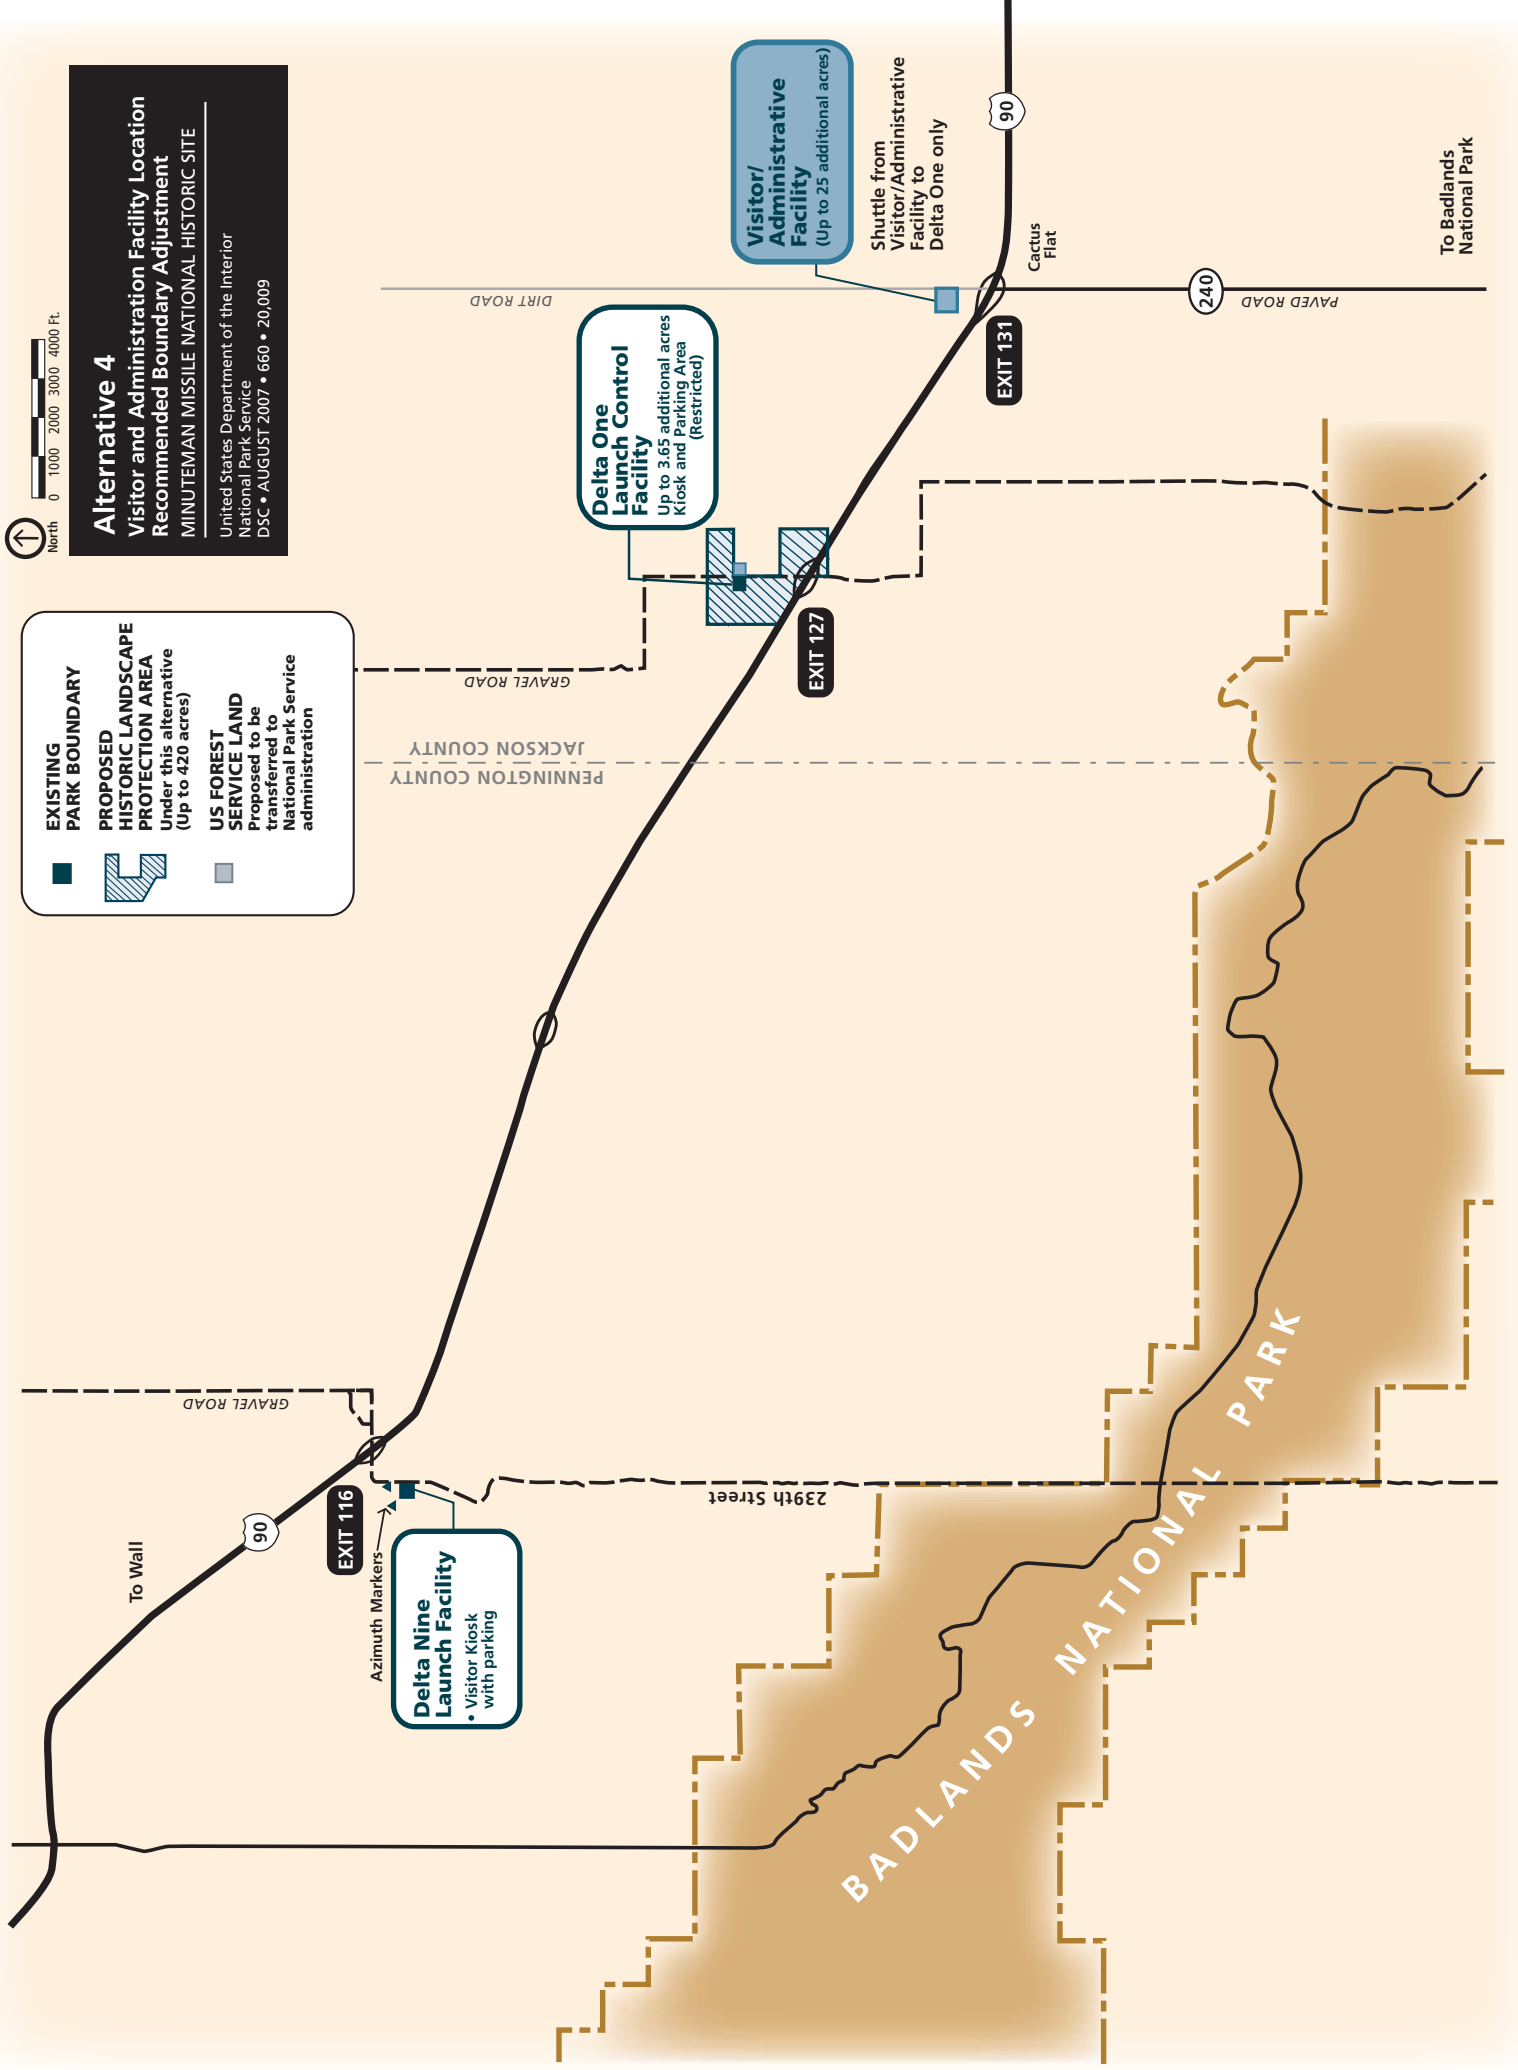 North
0 1000 2000 3000 4000 Ft.
Alternative 4
Visitor and Administration Facility Location
Recommended Boundary Adjustment
MINUTEMAN MISSILE NATIONAL HISTORIC SITE
United States Department of the Interior
National Park Service
DSC • AUGUST 2007 • 660 • 20,009
EXISTING
PARK BOUNDARY
PROPOSED
HISTORIC LANDSCAPE
PROTECTION AREA
Under this alternative
(Up to 420 acres)
US FOREST
SERVICE LAND
Proposed to be
transferred to
National Park Service
administration
To Wall
90
GRAVEL ROAD
EXIT 116
Azimuth Markers
Delta Nine
Launch Facility
• Visitor Kiosk
with parking
239th Street
PENNINGTON COUNTY
JACKSON COUNTY
GRAVEL ROAD
Delta One
Launch Control
Facility
Up to 3.65 additional acres
Kiosk and Parking Area
(Restricted)
EXIT 127
DIRT ROAD
Visitor/
Administrative
Facility
(Up to 25 additional acres)
Shuttle from
Visitor/Administrative
Facility to
Delta One only
90
EXIT 131
Cactus
Flat
240
PAVED ROAD
To Badlands
National Park
BADLANDS NATIONAL PARK